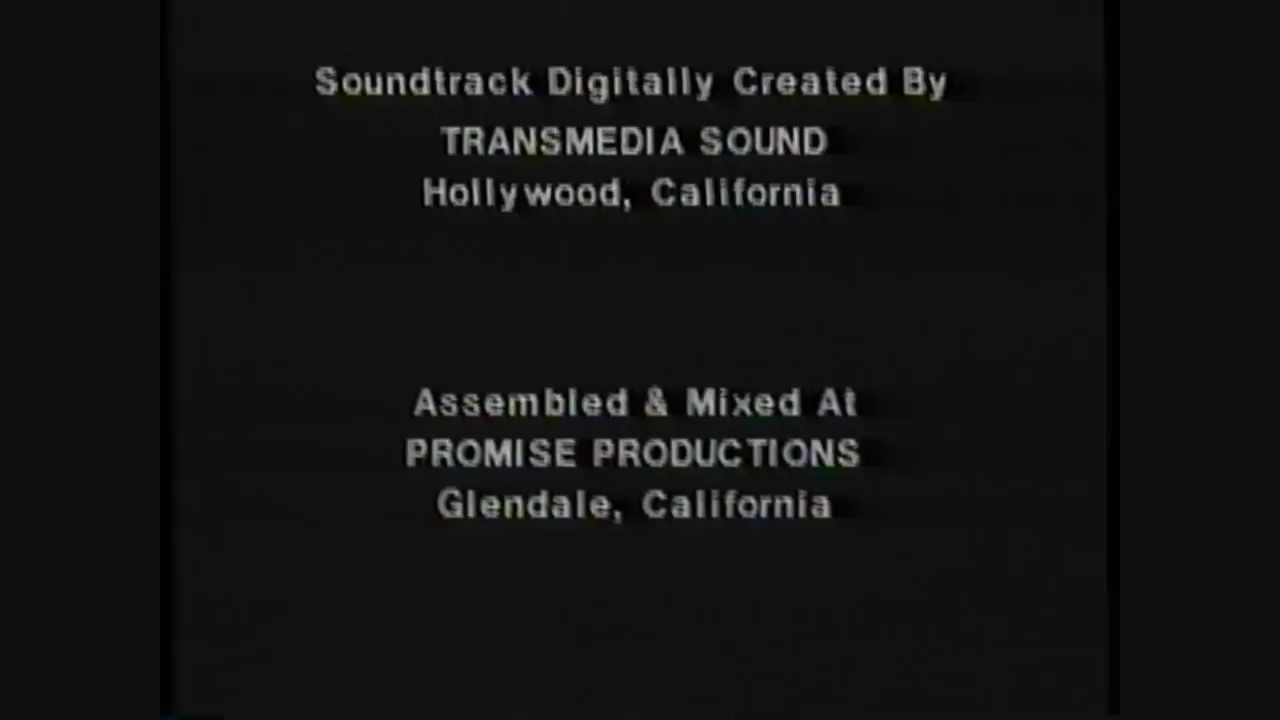 Soundtrack Digitally Created By
TRANSMEDIA SOUND
Hollywood, California
Assembled & Mixed At
PROMISE PRODUCTIONS
Glendale, California